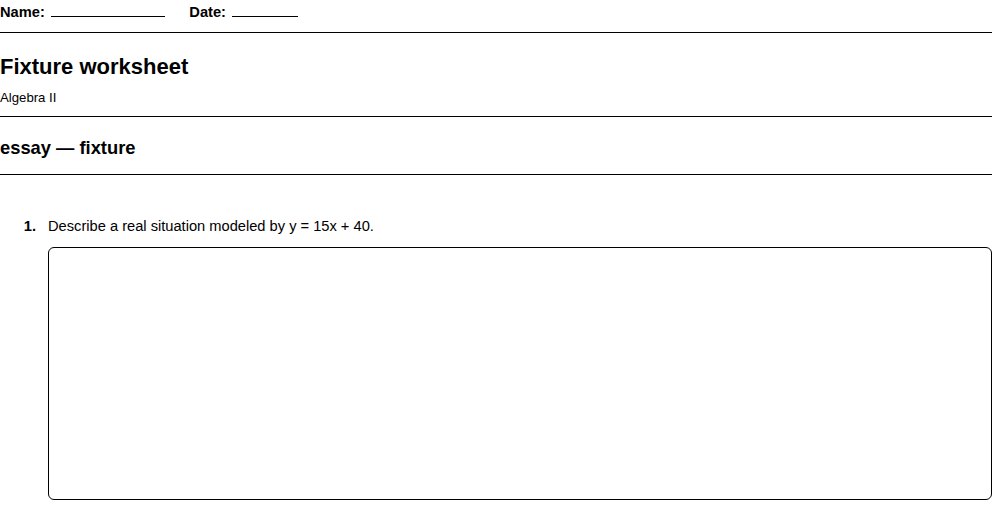 Name: Date:
Fixture worksheet
Algebra II
essay — fixture
1. Describe a real situation modeled by y = 15x + 40.